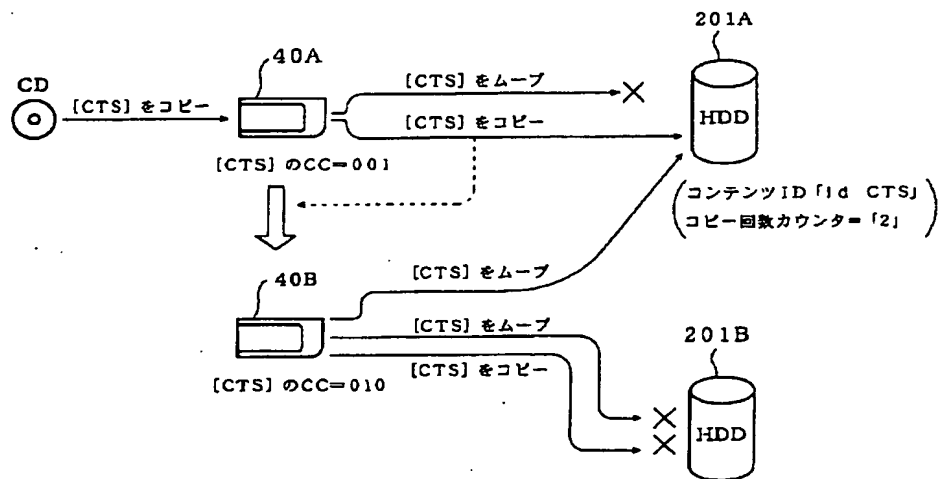 201A
40A
CD
[CTS] をムーブ
[CTS] をコピー
[CTS] をコピー
HDD
[CTS] のCC=001
コンテンツID「id CTS」
コピー回数カウンター=「2」
[CTS] をムーブ
40B
[CTS] をムーブ
201B
[CTS] をコピー
[CTS] のCC=010
HDD